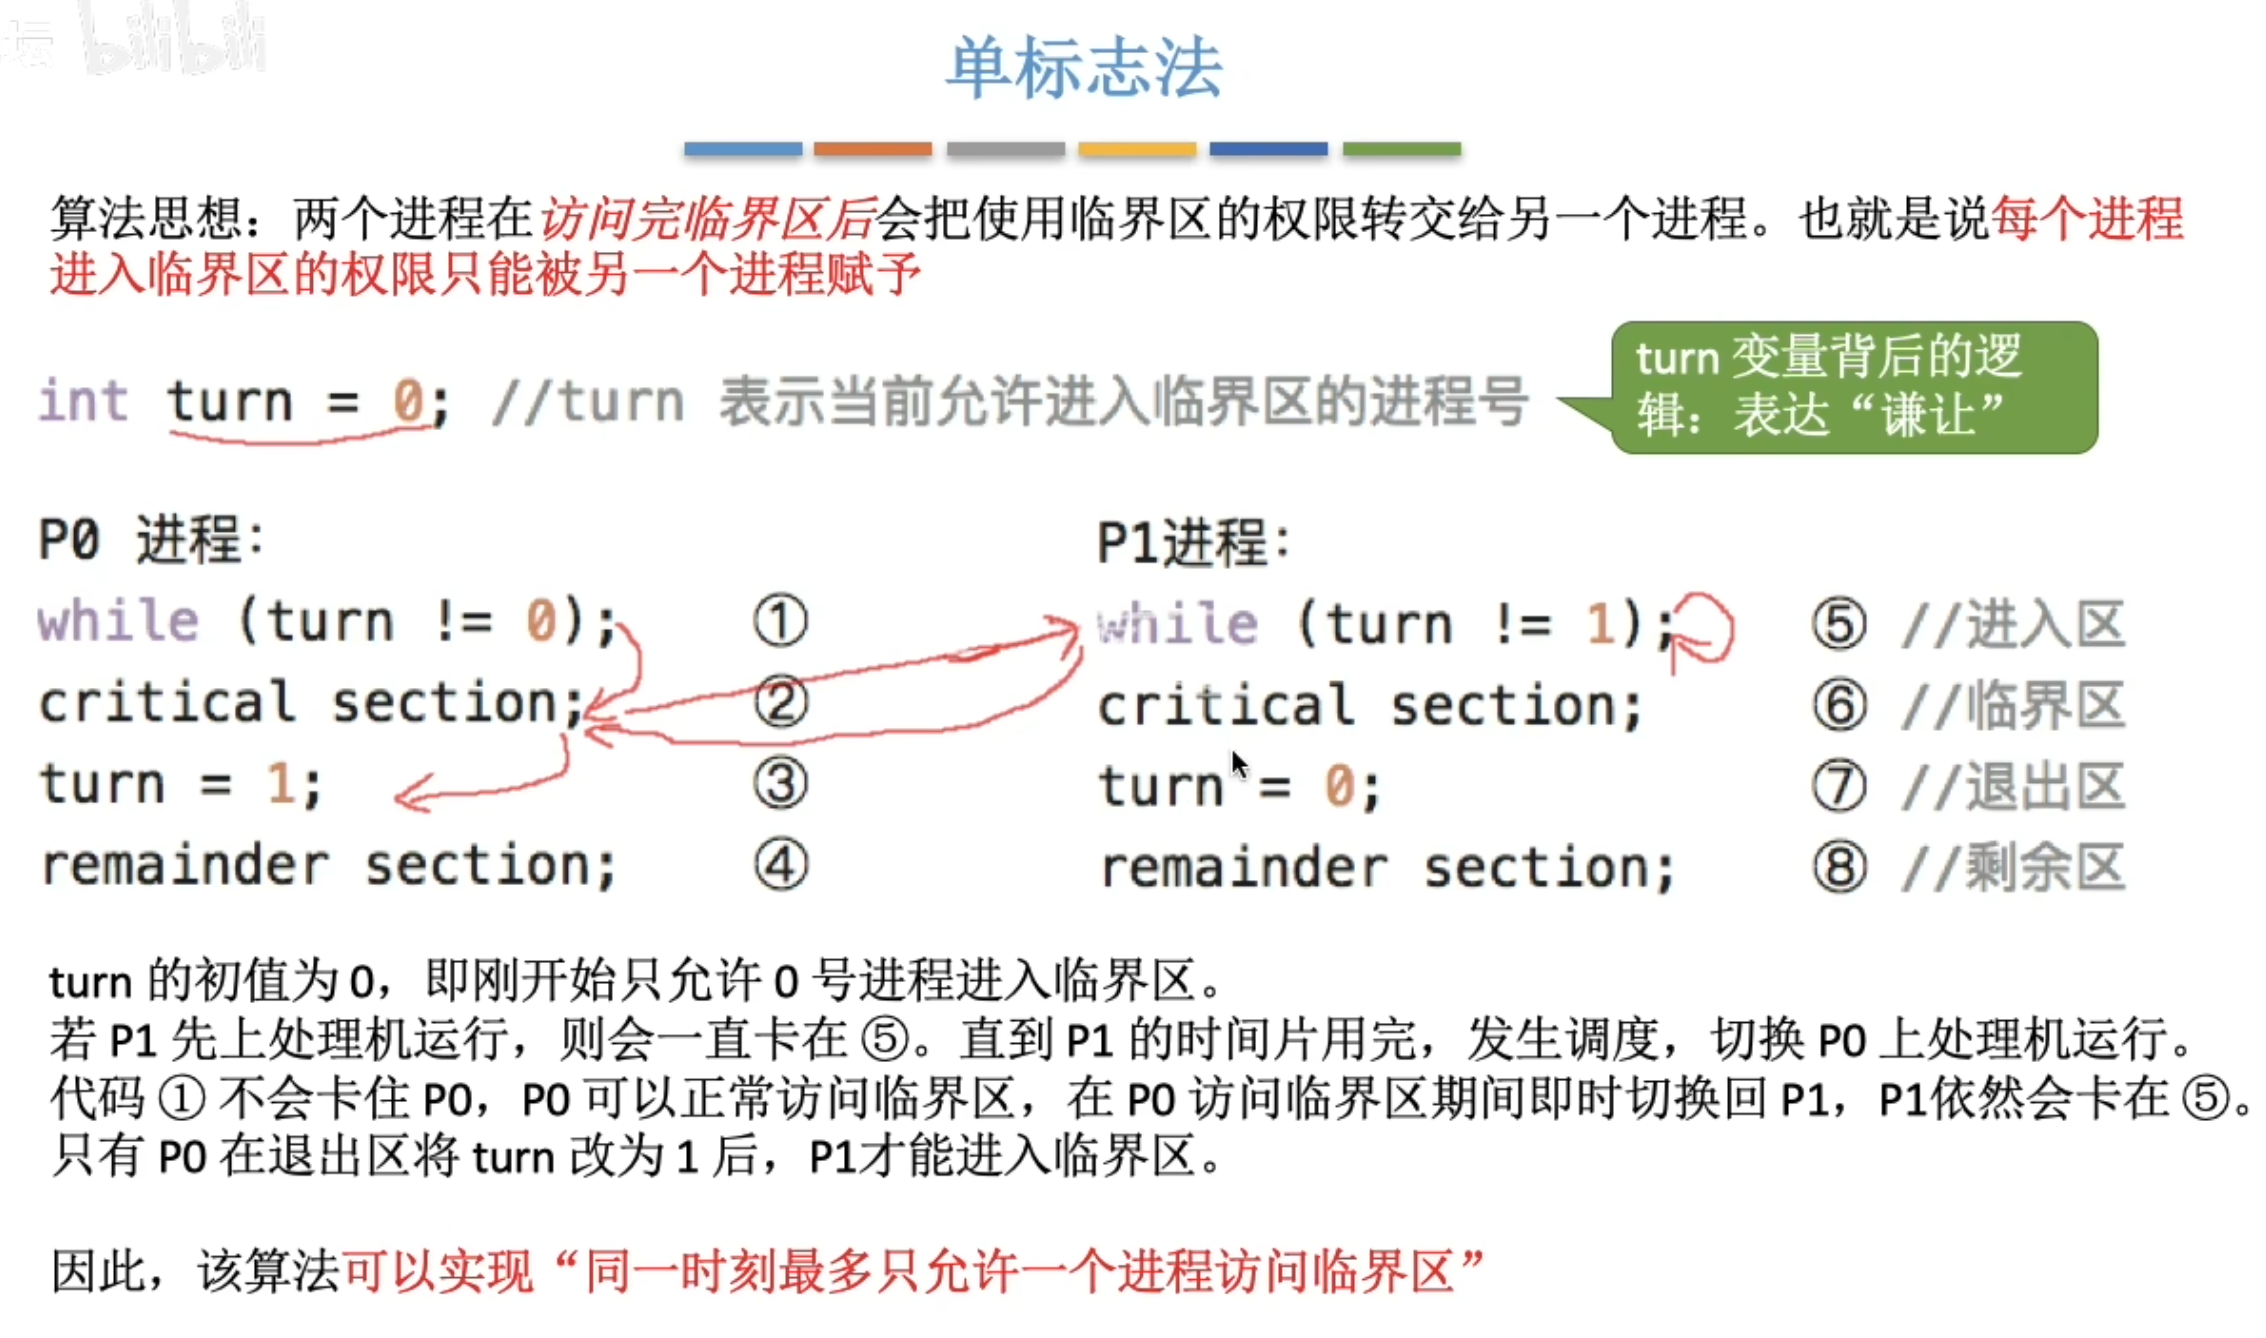 坛 bilibili
单标志法
算法思想：两个进程在访问完临界区后会把使用临界区的权限转交给另一个进程。也就是说每个进程
进入临界区的权限只能被另一个进程赋予
int turn = 0; //turn 表示当前允许进入临界区的进程号
turn 变量背后的逻
辑：表达“谦让”
P0 进程：
while (turn != 0); ①
critical section; ②
turn = 1; ③
remainder section; ④
P1进程：
while (turn != 1); ⑤ //进入区
critical section; ⑥ //临界区
turn = 0; ⑦ //退出区
remainder section; ⑧ //剩余区
turn 的初值为 0，即刚开始只允许 0 号进程进入临界区。
若 P1 先上处理机运行，则会一直卡在 ⑤。直到 P1 的时间片用完，发生调度，切换 P0 上处理机运行。
代码 ① 不会卡住 P0，P0 可以正常访问临界区，在 P0 访问临界区期间即时切换回 P1，P1依然会卡在 ⑤。
只有 P0 在退出区将 turn 改为 1 后，P1才能进入临界区。
因此，该算法可以实现“同一时刻最多只允许一个进程访问临界区”